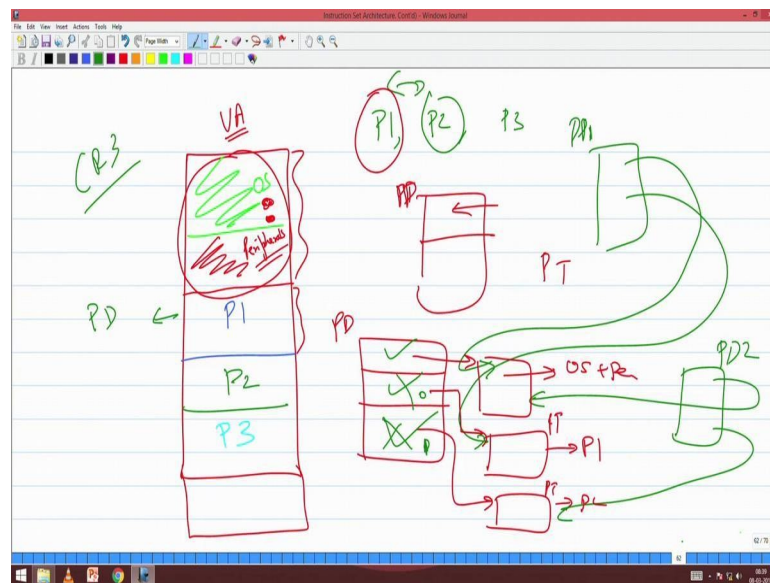 Instruction Set Architecture. Contd) - Windows Journal
File Edit View Insert Actions Tools Help
Page Width
B I
CR3
VA
OS
Peripherals
PD
P1
P2
P3
P1, P2 P3
PD
PT
PD
OS + Per
PT
P1
PT
PD1
PD2
62 / 70
62
08:39